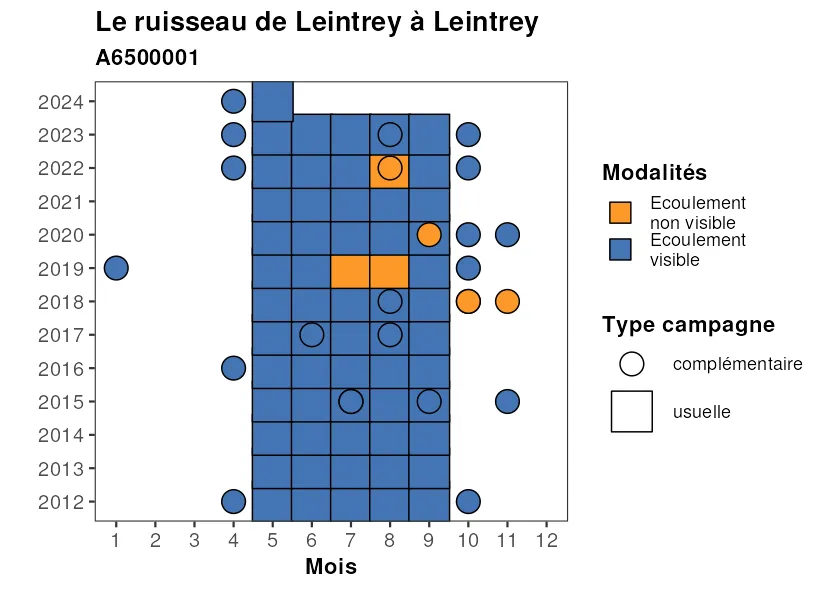 Le ruisseau de Leintrey à Leintrey
A6500001
2024
2023
2022
2021
2020
2019
2018
2017
2016
2015
2014
2013
2012
1 2 3 4 5 6 7 8 9 10 11 12
Mois
Modalités
Ecoulement
non visible
Ecoulement
visible
Type campagne
complémentaire
usuelle